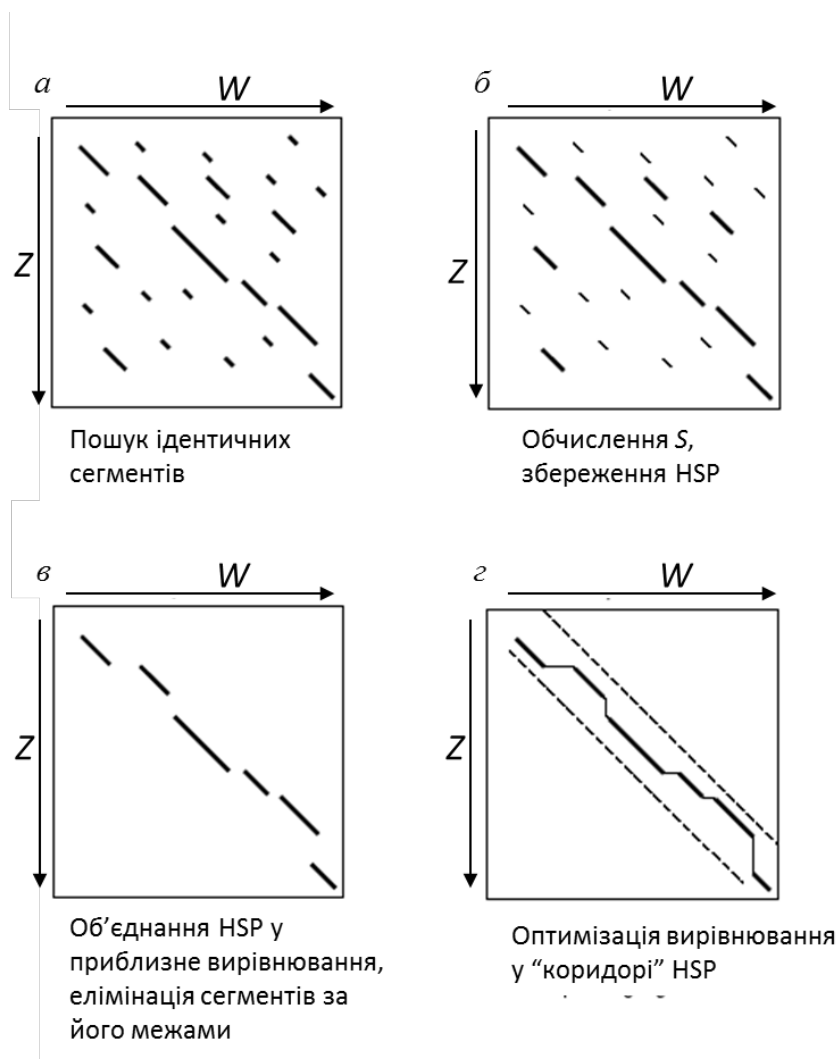 а
W
Z
Пошук ідентичних
сегментів
б
W
Z
Обчислення S,
збереження HSP
в
W
Z
Об’єднання HSP у
приблизне вирівнювання,
елімінація сегментів за
його межами
г
W
Z
Оптимізація вирівнювання
у “коридорі” HSP